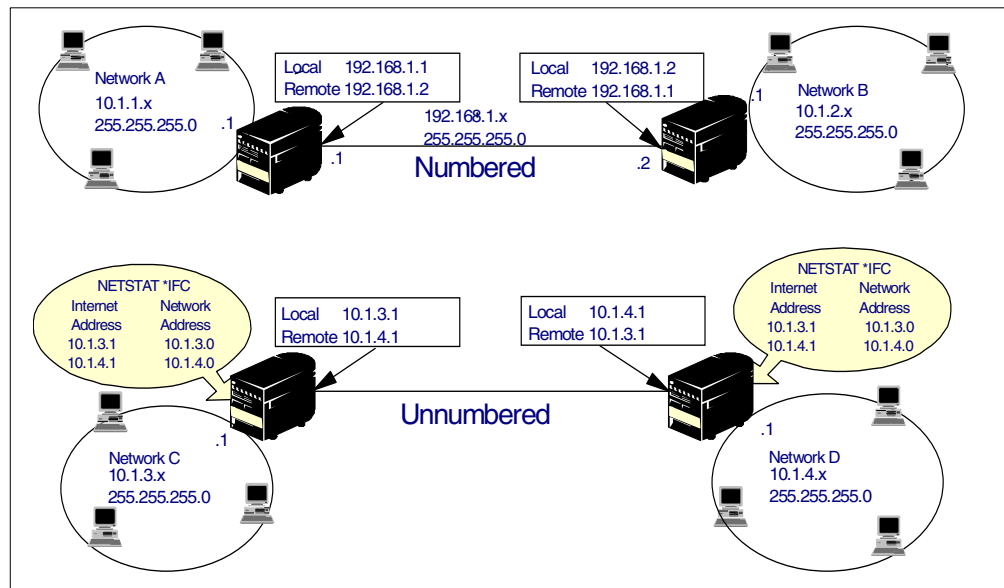 Network A
10.1.1.x
255.255.255.0
.1
Local 192.168.1.1
Remote 192.168.1.2
192.168.1.x
255.255.255.0
.1
Numbered
.2
Local 192.168.1.2
Remote 192.168.1.1
.1
Network B
10.1.2.x
255.255.255.0
NETSTAT *IFC
Internet Network
Address Address
10.1.3.1 10.1.3.0
10.1.4.1 10.1.4.0
Local 10.1.3.1
Remote 10.1.4.1
Unnumbered
Local 10.1.4.1
Remote 10.1.3.1
NETSTAT *IFC
Internet Network
Address Address
10.1.3.1 10.1.3.0
10.1.4.1 10.1.4.0
.1
Network C
10.1.3.x
255.255.255.0
.1
Network D
10.1.4.x
255.255.255.0